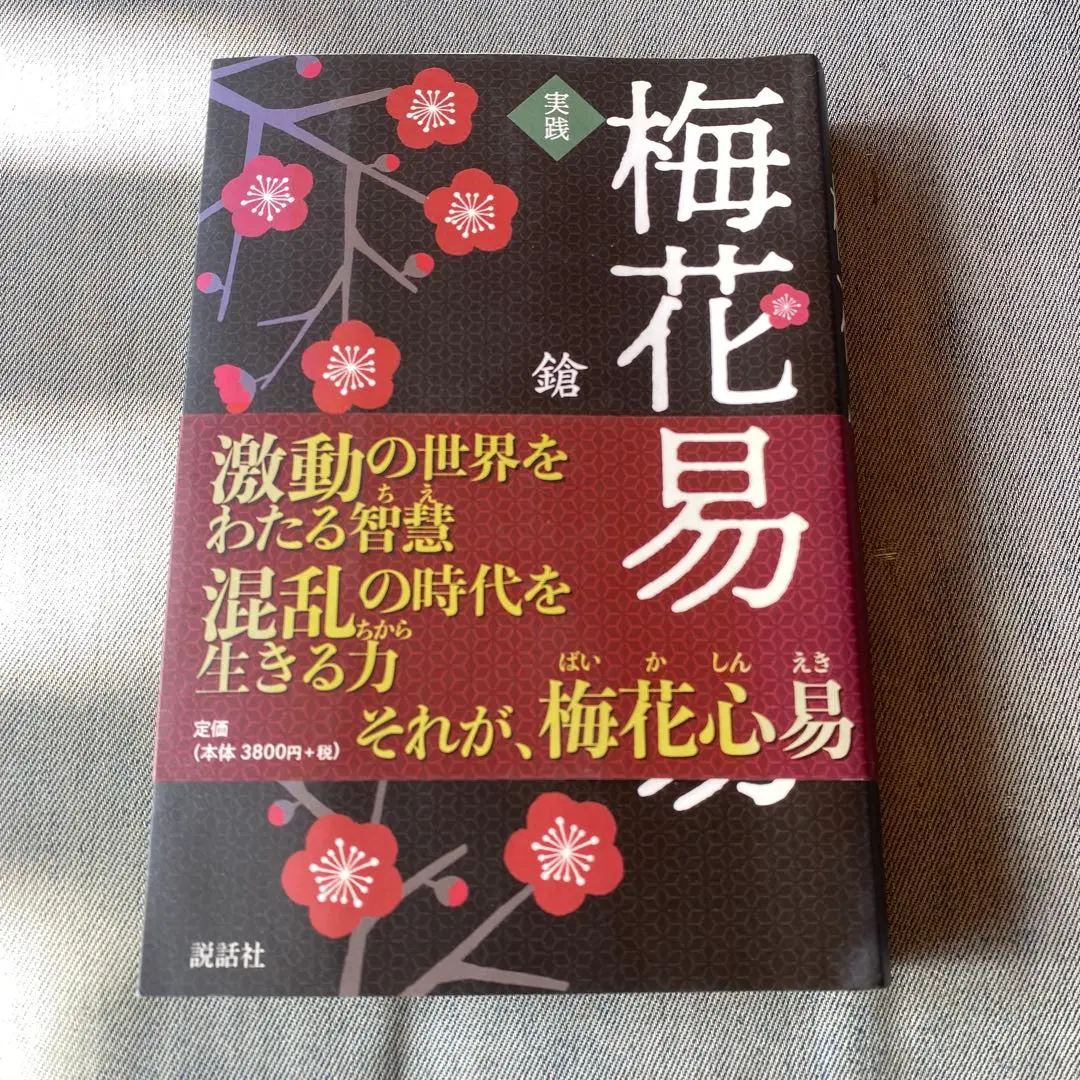 実践
梅花易
鎗
激動の世界を
ちえ
わたる智慧
混乱の時代を
ちから
生きる力
ばいかしんえき
それが、梅花心易
定価
(本体 3800円+税)
説話社